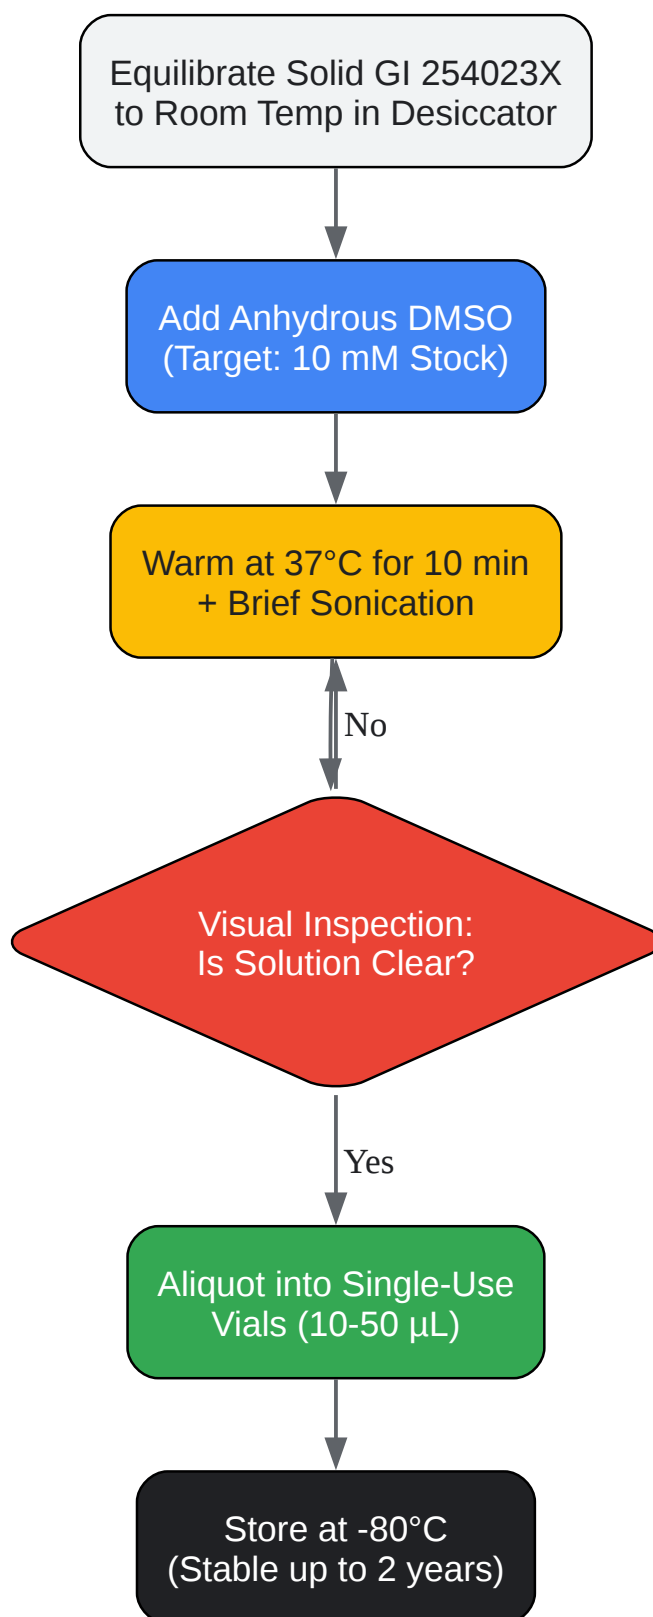 Equilibrate Solid GI 254023X
to Room Temp in Desiccator
Add Anhydrous DMSO
(Target: 10 mM Stock)
Warm at 37°C for 10 min
+ Brief Sonication
No
Visual Inspection:
Is Solution Clear?
Yes
Aliquot into Single-Use
Vials (10-50 µL)
Store at -80°C
(Stable up to 2 years)